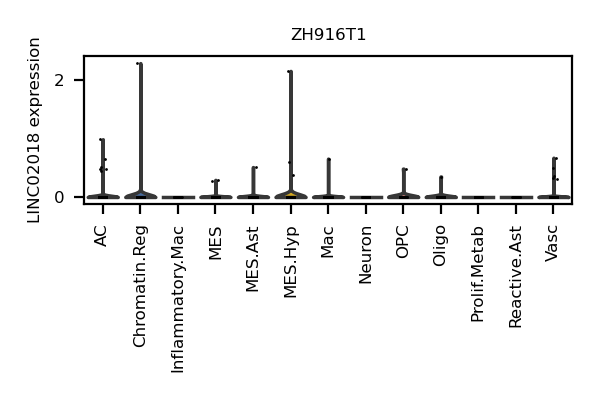 ZH916T1
LINC02018 expression
2
0
AC
Chromatin.Reg
Inflammatory.Mac
MES
MES.Ast
MES.Hyp
Mac
Neuron
OPC
Oligo
Prolif.Metab
Reactive.Ast
Vasc